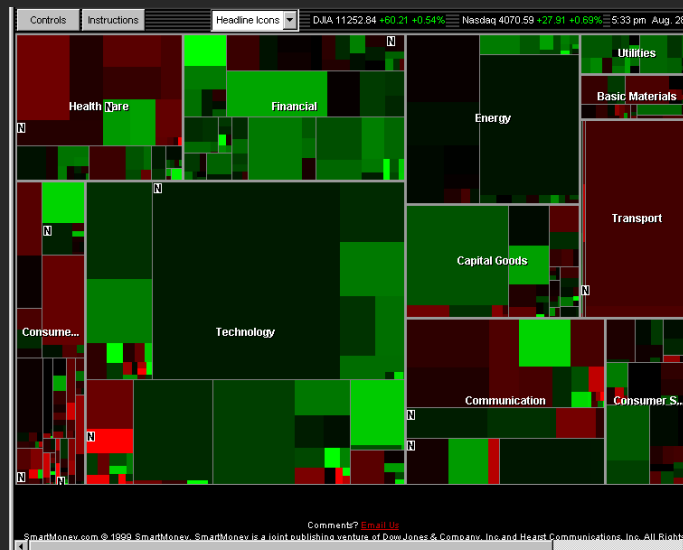 Controls Instructions Headline Icons DJIA 11252.84 +60.21 +0.54% Nasdaq 4070.59 +27.91 +0.69% 5:33 pm Aug. 28
N
Utilities
Health Care N Financial Basic Materials
Energy
N
N
Transport
N
Capital Goods
N
Consume... Technology
Communication Consumer S...
N
N
N
N N
Comments? Email Us
SmartMoney.com © 1999 SmartMoney. SmartMoney is a joint publishing venture of Dow Jones & Company, Inc. and Hearst Communications, Inc. All Rights